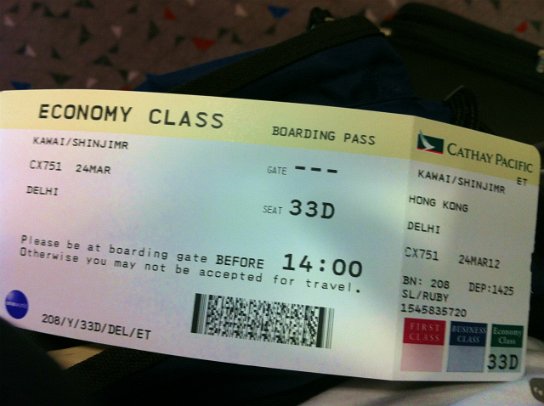 ECONOMY CLASS
BOARDING PASS
KAWAI/SHINJIMR
CX751 24MAR
GATE ---
DELHI
SEAT 33D
Please be at boarding gate BEFORE 14:00
Otherwise you may not be accepted for travel.
208/Y/33D/DEL/ET
CATHAY PACIFIC
ET
KAWAI/SHINJIMR
HONG KONG
DELHI
CX751 24MAR12
BN: 208 DEP:1425
SL/RUBY
1545835720
FIRST CLASS
BUSINESS CLASS
Economy Class
33D